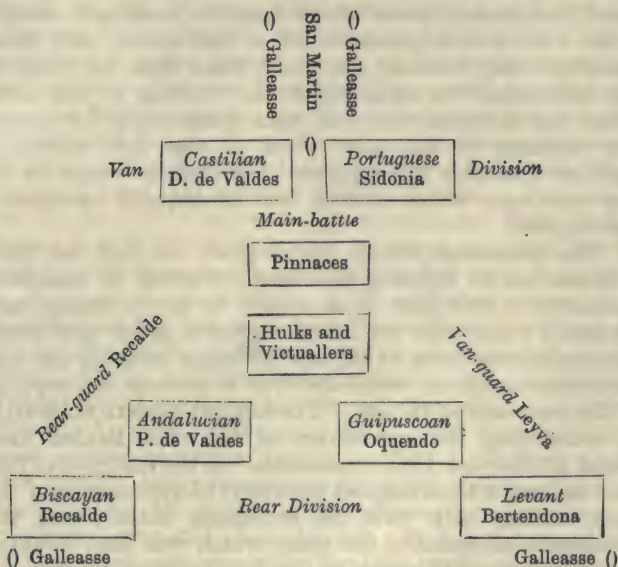 () Galleasse
San Martin ()
() Galleasse
Van
Castilian
D. de Valdes
Portuguese
Sidonia
Division
Main-battle
Pinnaces
Hulks and
Victuallers
Rear-guard Recalde
Van-guard Leyva
Andalucian
P. de Valdes
Guipuscoan
Oquendo
Biscayan
Recalde
Rear Division
Levant
Bertendona
() Galleasse
Galleasse ()